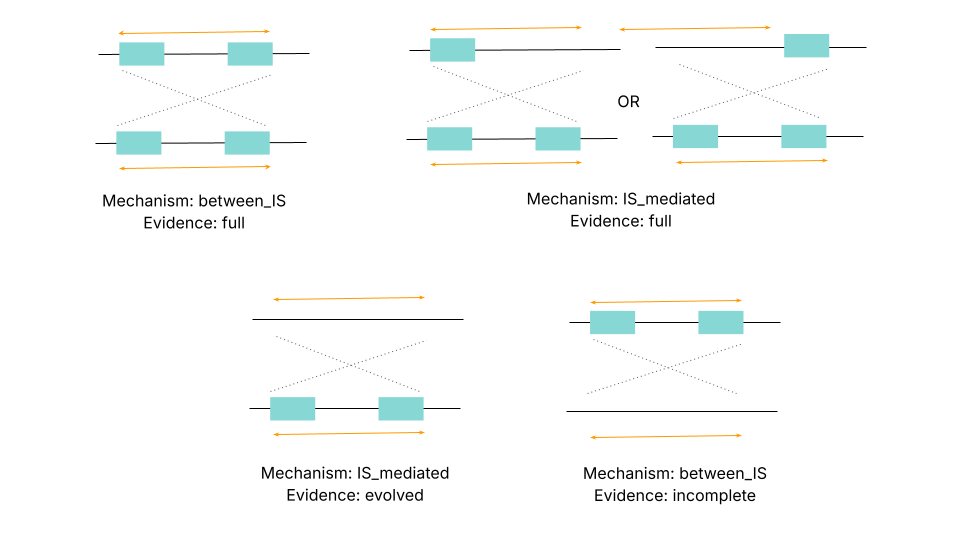 OR
Mechanism: between_IS
Evidence: full
Mechanism: IS_mediated
Evidence: full
Mechanism: IS_mediated
Evidence: evolved
Mechanism: between_IS
Evidence: incomplete